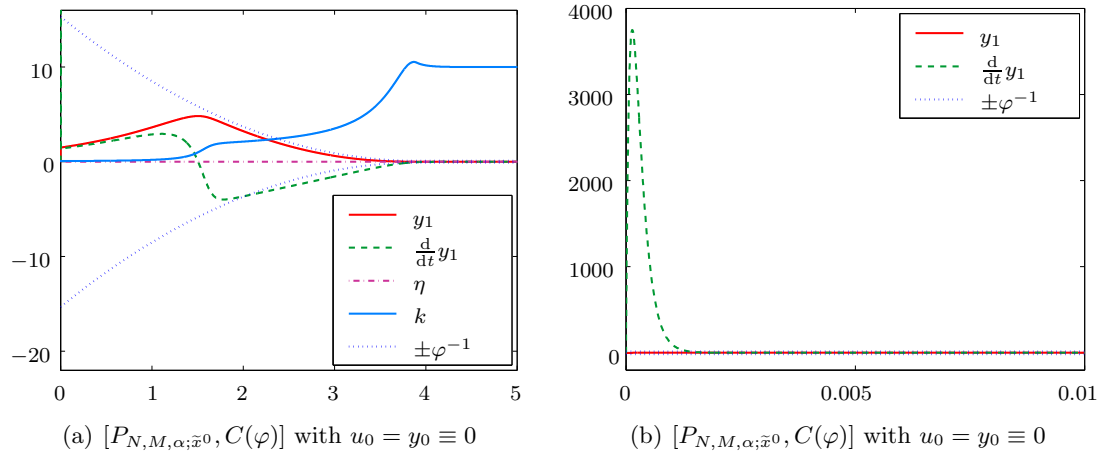 10
0
−10
−20
0 1 2 3 4 5
y₁
d/dt y₁
η
k
±φ⁻¹
(a) [P_{N,M,α;x̃⁰}, C(φ)] with u₀ = y₀ ≡ 0
4000
3000
2000
1000
0
0 0.005 0.01
y₁
d/dt y₁
±φ⁻¹
(b) [P_{N,M,α;x̃⁰}, C(φ)] with u₀ = y₀ ≡ 0